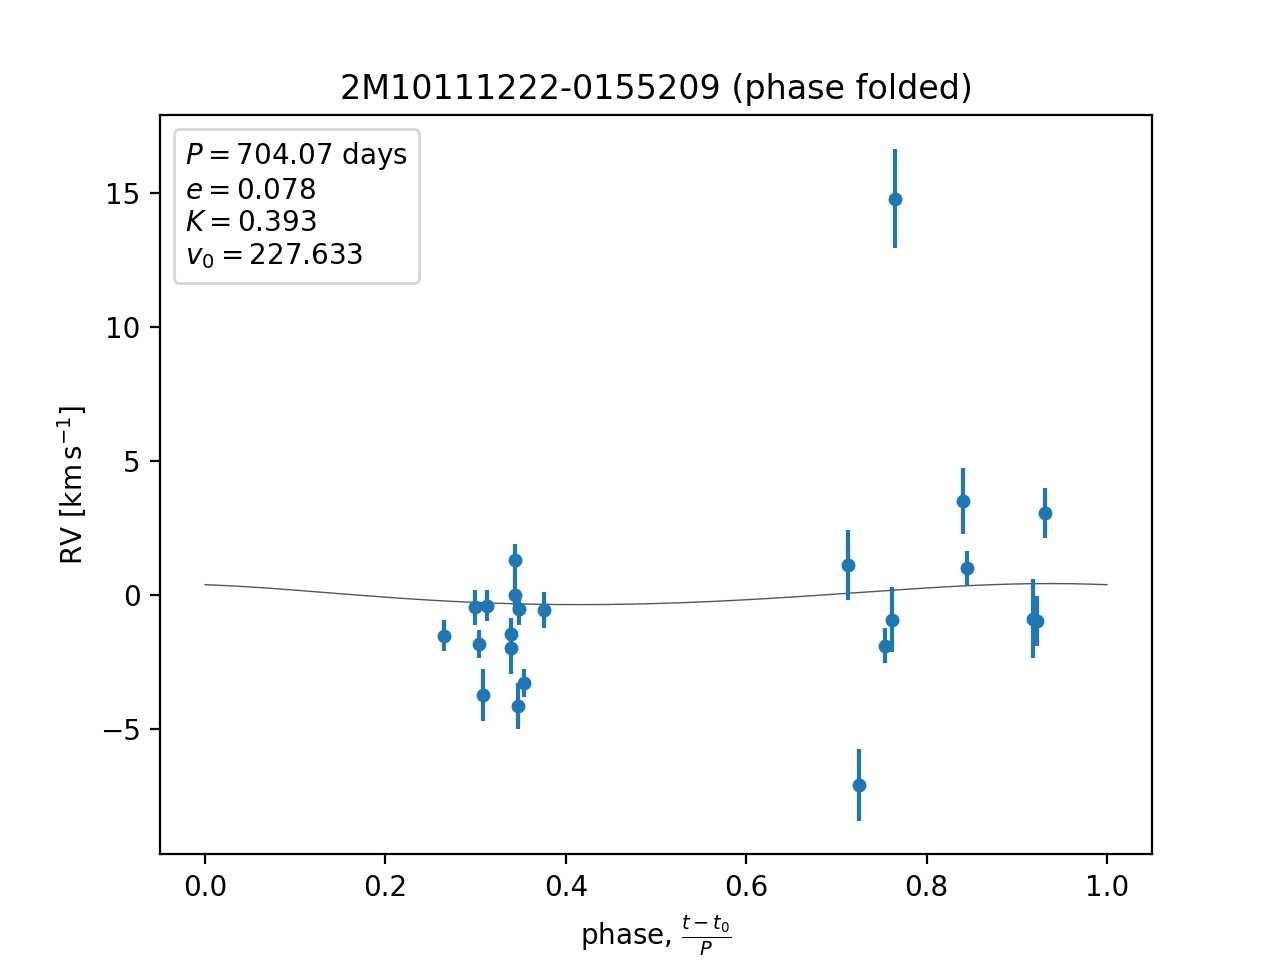 2M10111222-0155209 (phase folded)
P = 704.07 days
e = 0.078
K = 0.393
v₀ = 227.633
15
10
5
0
−5
RV [km s⁻¹]
0.0 0.2 0.4 0.6 0.8 1.0
phase, (t − t₀)/P